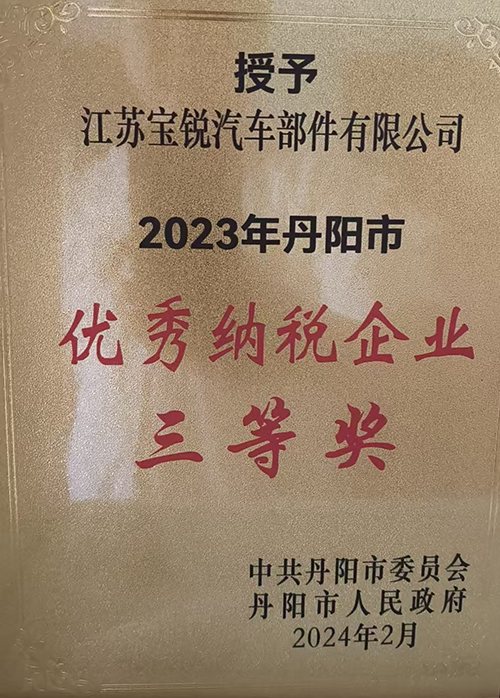 授予
江苏宝锐汽车部件有限公司
2023年丹阳市
优秀纳税企业
三等奖
中共丹阳市委员会
丹阳市人民政府
2024年2月